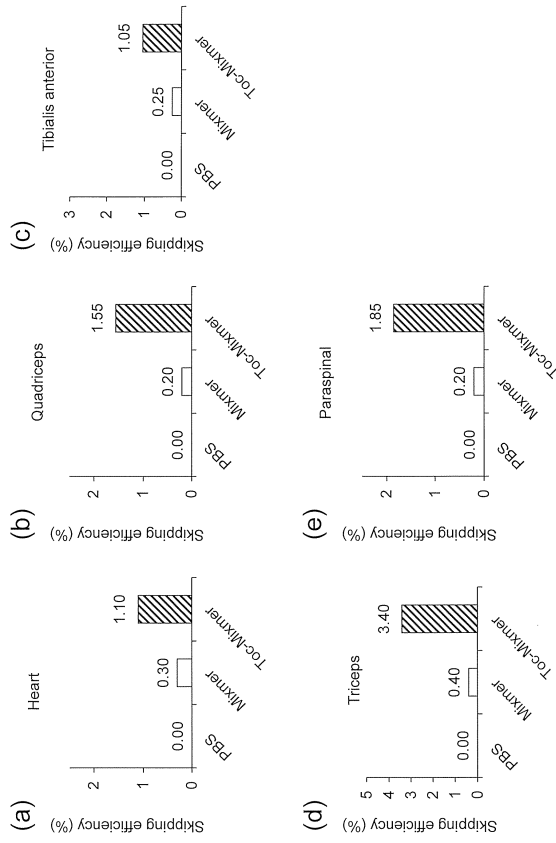 (a)
Heart
Skipping efficiency (%)
2
1
0
0.00
0.30
1.10
PBS
Mixmer
Toc-Mixmer
(b)
Quadriceps
Skipping efficiency (%)
2
1
0
0.00
0.20
1.55
PBS
Mixmer
Toc-Mixmer
(c)
Tibialis anterior
Skipping efficiency (%)
3
2
1
0
0.00
0.25
1.05
PBS
Mixmer
Toc-Mixmer
(d)
Triceps
Skipping efficiency (%)
5
4
3
2
1
0
0.00
0.40
3.40
PBS
Mixmer
Toc-Mixmer
(e)
Paraspinal
Skipping efficiency (%)
2
1
0
0.00
0.20
1.85
PBS
Mixmer
Toc-Mixmer